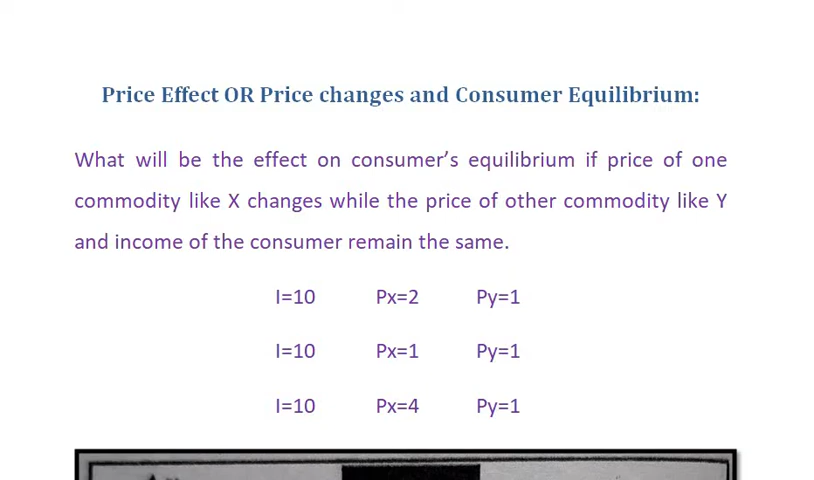 Price Effect OR Price changes and Consumer Equilibrium:
What will be the effect on consumer’s equilibrium if price of one
commodity like X changes while the price of other commodity like Y
and income of the consumer remain the same.
I=10 Px=2 Py=1
I=10 Px=1 Py=1
I=10 Px=4 Py=1